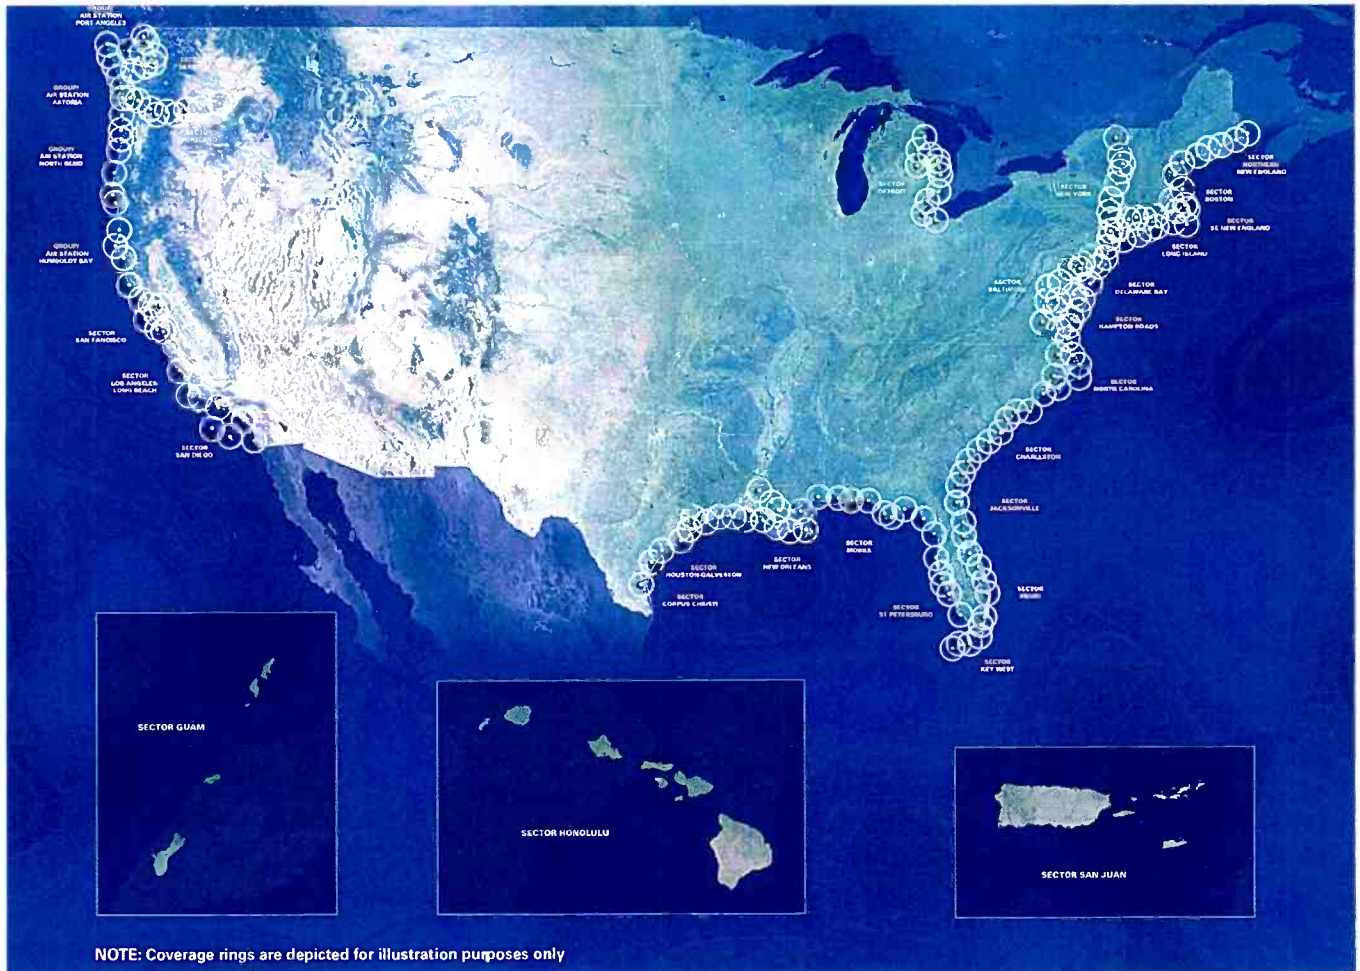 GROUP/
AIR STATION
PORT ANGELES
GROUP/
AIR STATION
ASTORIA
SECTOR
PORTLAND
GROUP/
AIR STATION
NORTH BEND
GROUP/
AIR STATION
HUMBOLDT BAY
SECTOR
SAN FANCISCO
SECTOR
LOS ANGELES
LONG BEACH
SECTOR
SAN DIEGO
SECTOR
DETROIT
SECTOR
NEW YORK
SECTOR
NORTHERN
NEW ENGLAND
SECTOR
BOSTON
SECTOR
SE NEW ENGLAND
SECTOR
LONG ISLAND
SECTOR
BALTIMORE
SECTOR
DELAWARE BAY
SECTOR
HAMPTON ROADS
SECTOR
NORTH CAROLINA
SECTOR
CHARLESTON
SECTOR
JACKSONVILLE
SECTOR
MOBILE
SECTOR
NEW ORLEANS
SECTOR
HOUSTON-GALVESTON
SECTOR
CORPUS CHRISTI
SECTOR
ST PETERSBURG
SECTOR
MIAMI
SECTOR
KEY WEST
SECTOR GUAM
SECTOR HONOLULU
SECTOR SAN JUAN
NOTE: Coverage rings are depicted for illustration purposes only